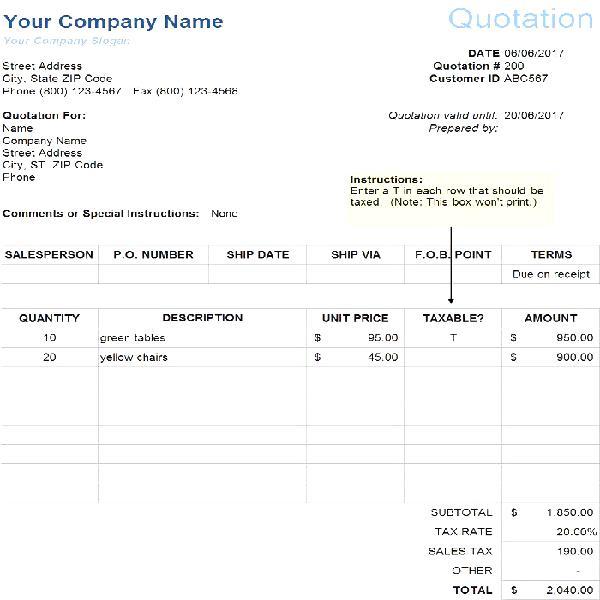 Your Company Name
Quotation
Your Company Slogan
DATE 06/06/2017
Street Address
Quotation # 200
City, State ZIP Code
Customer ID ABC567
Phone (800) 123-4567 Fax (800) 123-4568
Quotation For:
Quotation valid until: 20/06/2017
Name
Prepared by:
Company Name
Street Address
City, ST ZIP Code
Phone
Instructions:
Enter a T in each row that should be
taxed (Note: This box won't print.)
Comments or Special Instructions: None
SALESPERSON P.O. NUMBER SHIP DATE SHIP VIA F.O.B. POINT TERMS
Due on receipt
QUANTITY DESCRIPTION UNIT PRICE TAXABLE? AMOUNT
10 green tables $ 95.00 T $ 950.00
20 yellow chairs $ 45.00 $ 900.00
SUBTOTAL $ 1,850.00
TAX RATE 20.00%
SALES TAX 190.00
OTHER -
TOTAL $ 2,040.00